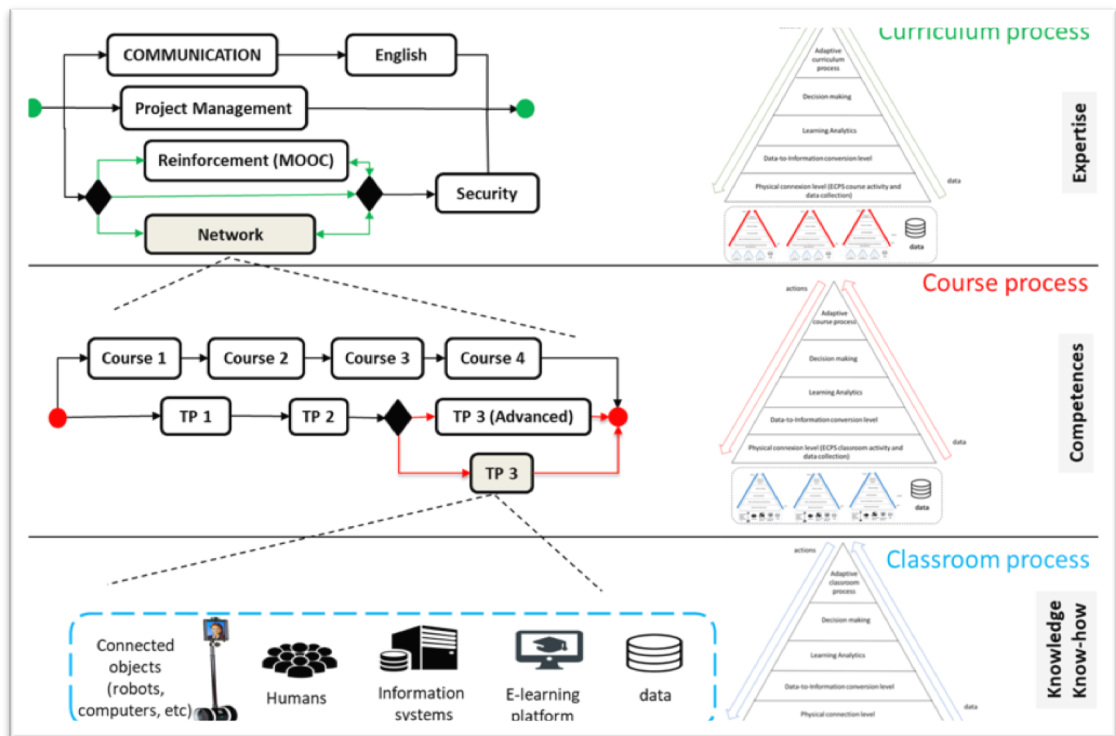 Curriculum process
COMMUNICATION
English
Project Management
Reinforcement (MOOC)
Security
Network
Adaptive
curriculum
process
Decision making
Learning Analytics
Data-to-Information conversion level
Physical connexion level (ECPS course activity and
data collection)
data
data
Expertise
Course process
Course 1
Course 2
Course 3
Course 4
TP 1
TP 2
TP 3 (Advanced)
TP 3
actions
Adaptive
course process
Decision making
Learning Analytics
Data-to-Information conversion level
Physical connexion level (ECPS classroom activity and
data collection)
data
data
Competences
Classroom process
Connected
objects
(robots,
computers, etc)
Humans
Information
systems
E-learning
platform
data
actions
Adaptive
classroom
process
Decision making
Learning Analytics
Data-to-Information conversion level
Physical connection level
data
Knowledge
Know-how